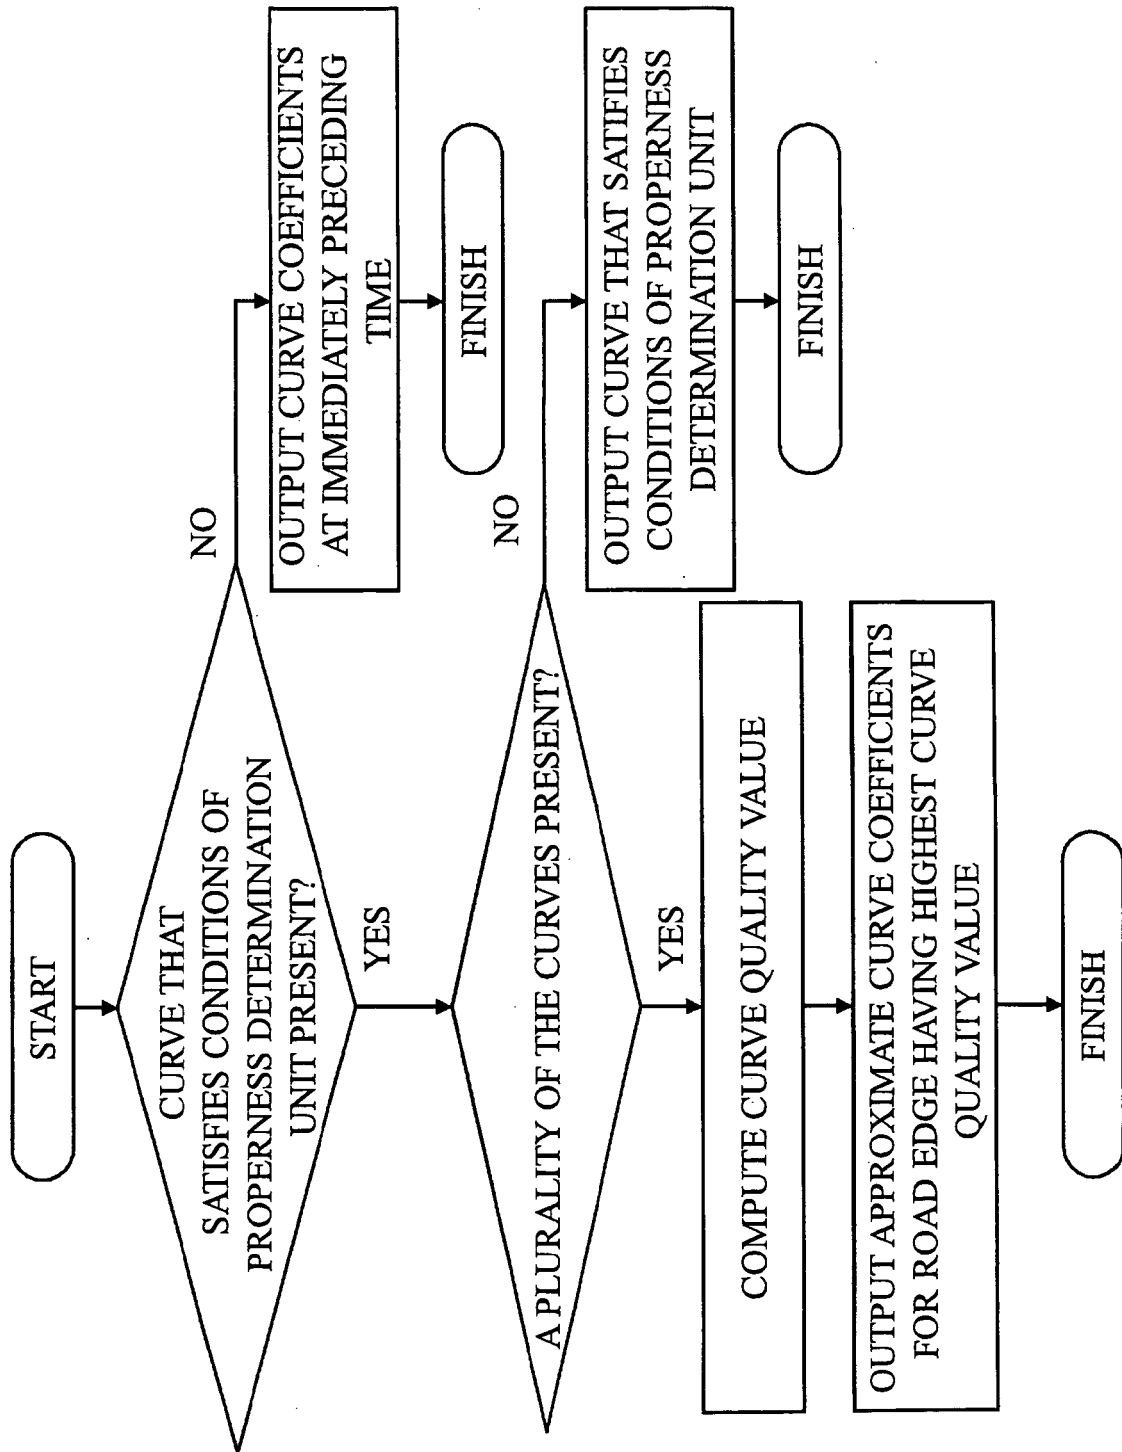 START
CURVE THAT
SATISFIES CONDITIONS OF
PROPERNESS DETERMINATION
UNIT PRESENT?
NO
OUTPUT CURVE COEFFICIENTS
AT IMMEDIATELY PRECEDING
TIME
FINISH
YES
A PLURALITY OF THE CURVES PRESENT?
NO
OUTPUT CURVE THAT SATIFIES
CONDITIONS OF PROPERNESS
DETERMINATION UNIT
FINISH
YES
COMPUTE CURVE QUALITY VALUE
OUTPUT APPROXIMATE CURVE COEFFICIENTS
FOR ROAD EDGE HAVING HIGHEST CURVE
QUALITY VALUE
FINISH